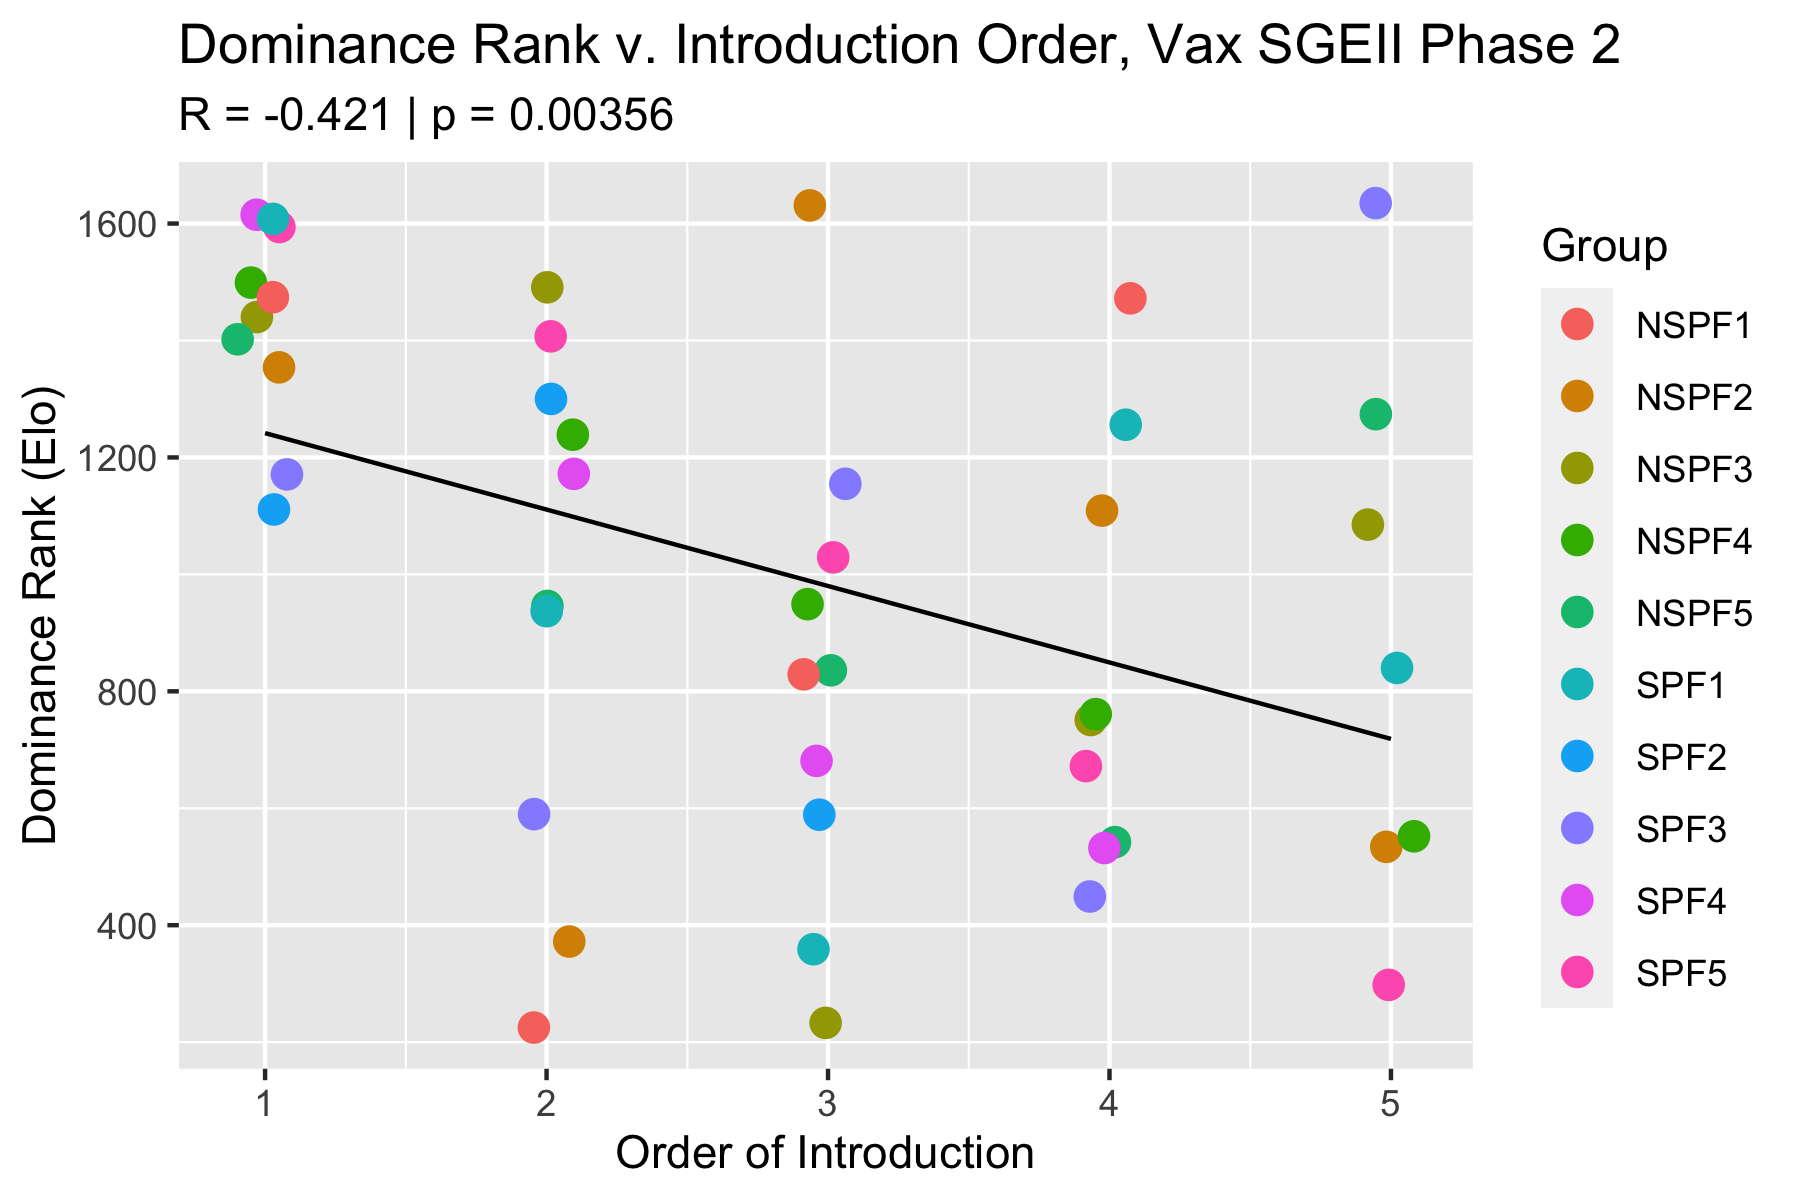 Dominance Rank v. Introduction Order, Vax SGEII Phase 2
R = -0.421 | p = 0.00356
Dominance Rank (Elo)
1600
1200
800
400
1 2 3 4 5
Order of Introduction
Group
NSPF1
NSPF2
NSPF3
NSPF4
NSPF5
SPF1
SPF2
SPF3
SPF4
SPF5